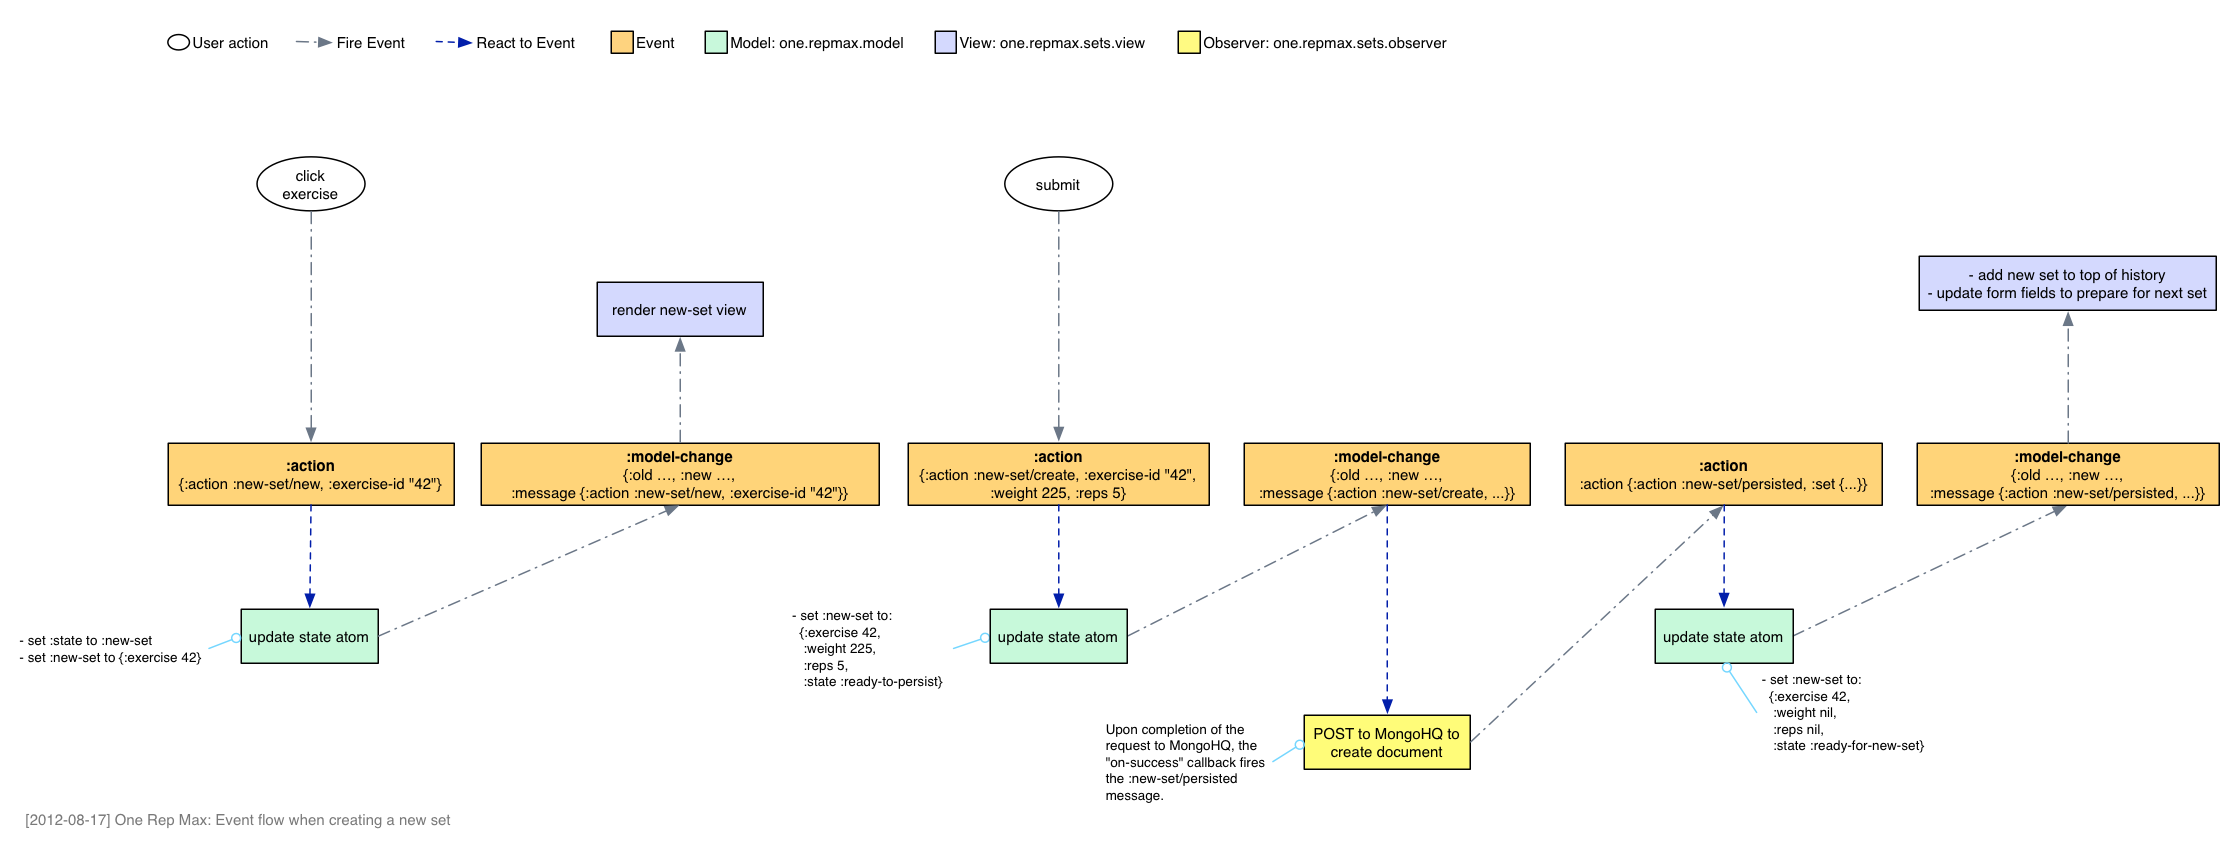 User action
Fire Event
React to Event
Event
Model: one.repmax.model
View: one.repmax.sets.view
Observer: one.repmax.sets.observer
click
exercise
submit
render new-set view
- add new set to top of history
- update form fields to prepare for next set
:action
{:action :new-set/new, :exercise-id "42"}
:model-change
{:old …, :new …,
:message {:action :new-set/new, :exercise-id "42"}}
:action
{:action :new-set/create, :exercise-id "42",
:weight 225, :reps 5}
:model-change
{:old …, :new …,
:message {:action :new-set/create, ...}}
:action
:action {:action :new-set/persisted, :set {...}}
:model-change
{:old …, :new …,
:message {:action :new-set/persisted, ...}}
- set :state to :new-set
- set :new-set to {:exercise 42}
update state atom
- set :new-set to:
{:exercise 42,
:weight 225,
:reps 5,
:state :ready-to-persist}
update state atom
update state atom
- set :new-set to:
{:exercise 42,
:weight nil,
:reps nil,
:state :ready-for-new-set}
Upon completion of the
request to MongoHQ, the
"on-success" callback fires
the :new-set/persisted
message.
POST to MongoHQ to
create document
[2012-08-17] One Rep Max: Event flow when creating a new set